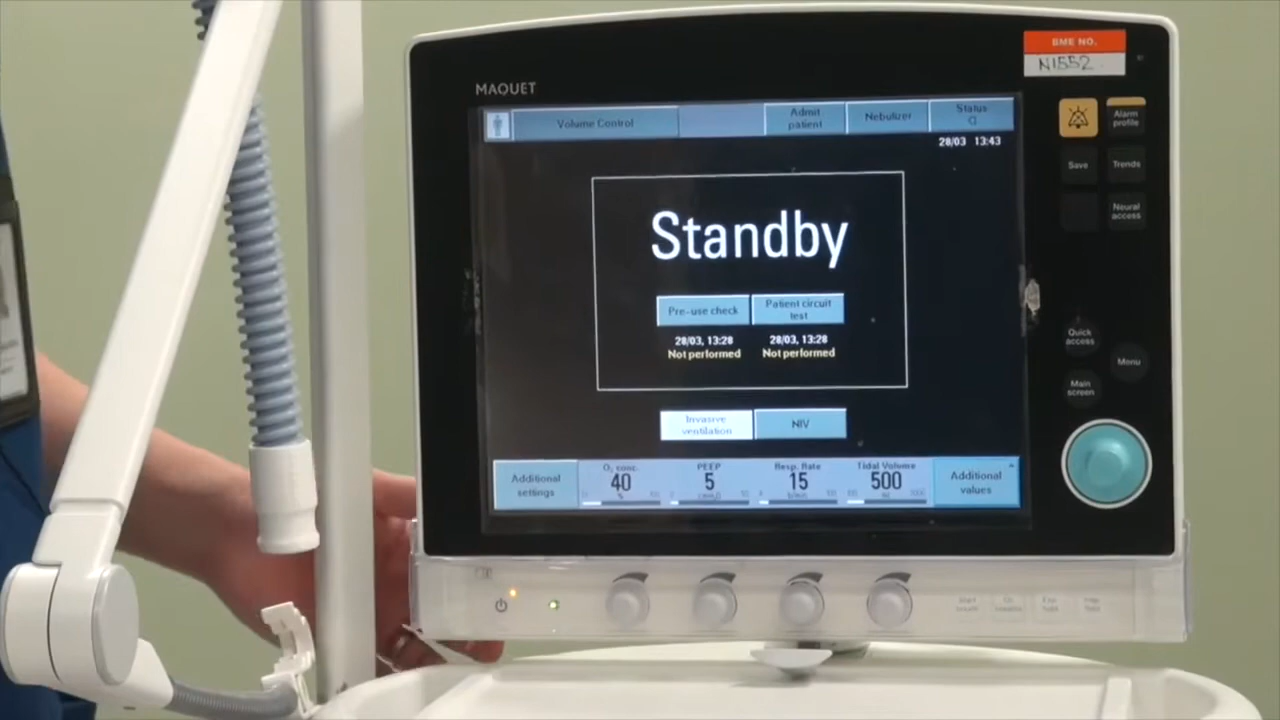 BME NO.
N1552
MAQUET
Volume Control
Admit
patient
Nebulizer
Status
28/03 13:43
Alarm
profile
Save
Trends
Neural
access
Standby
Pre-use check
Patient circuit
test
28/03, 13:28
28/03, 13:28
Not performed
Not performed
Quick
access
Menu
Main
screen
Invasive
ventilation
NIV
Additional
settings
O₂ conc.
40
%
PEEP
5
cmH₂O
Resp. Rate
15
b/min
Tidal Volume
500
ml
Additional
values